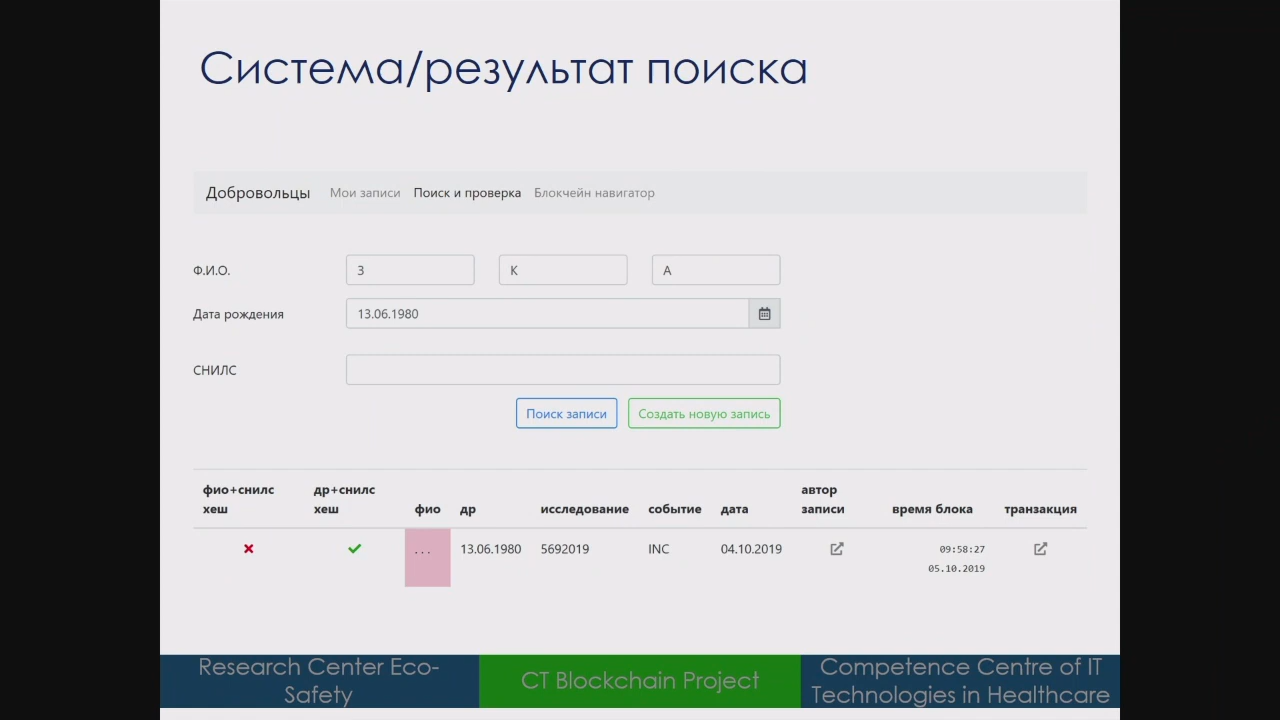 Система/результат поиска
Добровольцы Мои записи Поиск и проверка Блокчейн навигатор
Ф.И.О. З К А
Дата рождения 13.06.1980
СНИЛС
Поиск записи Создать новую запись
фио+снилс хеш др+снилс хеш фио др исследование событие дата автор записи время блока транзакция
... 13.06.1980 5692019 INC 04.10.2019 09:58:27
05.10.2019
Research Center Eco-
Safety
CT Blockchain Project
Competence Centre of IT
Technologies in Healthcare